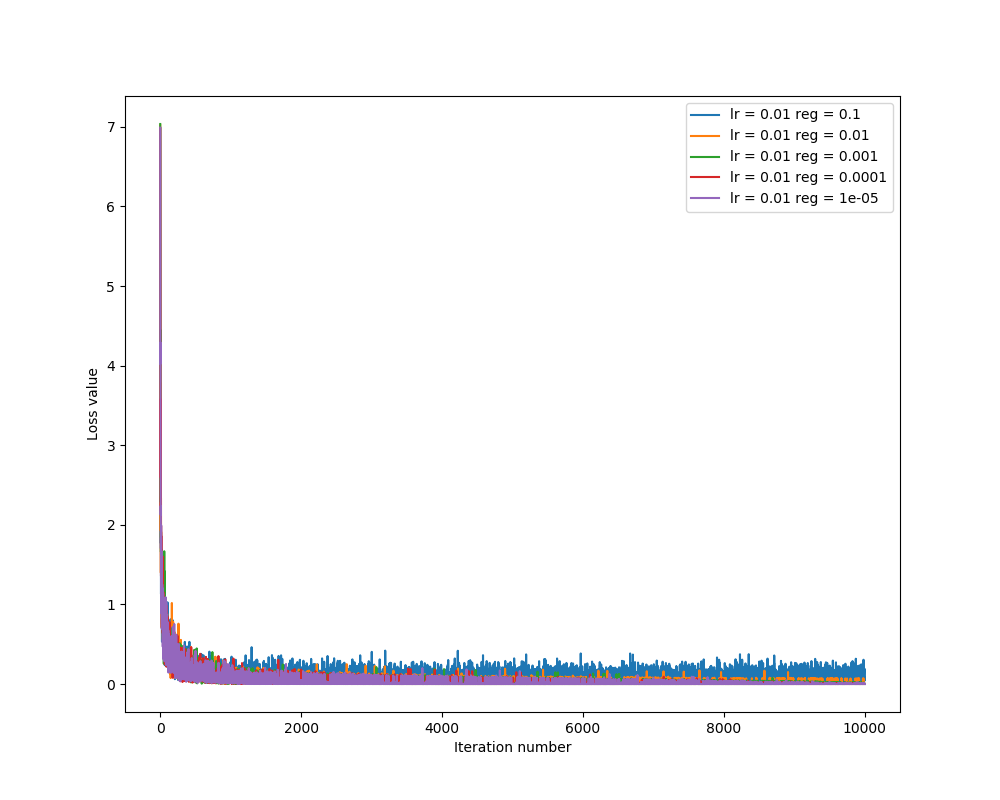 7
6
5
4
3
2
1
0
Loss value
0 2000 4000 6000 8000 10000
Iteration number
lr = 0.01 reg = 0.1
lr = 0.01 reg = 0.01
lr = 0.01 reg = 0.001
lr = 0.01 reg = 0.0001
lr = 0.01 reg = 1e-05